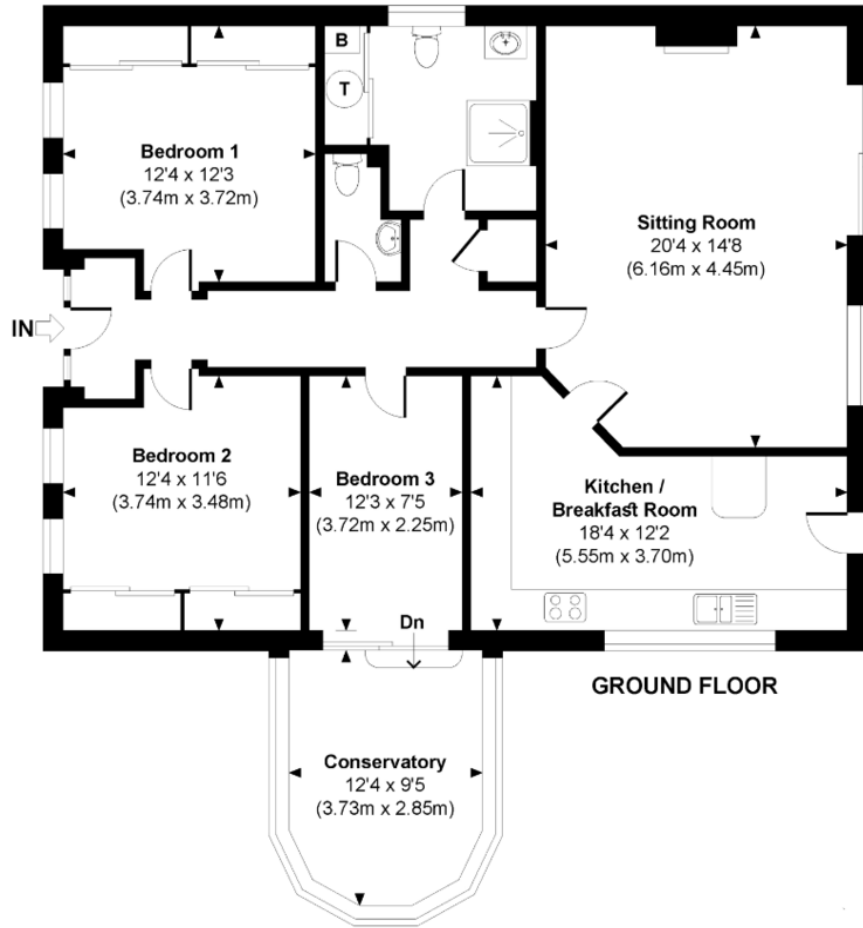 B
T
Bedroom 1
12'4 x 12'3
(3.74m x 3.72m)
Sitting Room
20'4 x 14'8
(6.16m x 4.45m)
IN
Bedroom 2
12'4 x 11'6
(3.74m x 3.48m)
Bedroom 3
12'3 x 7'5
(3.72m x 2.25m)
Kitchen /
Breakfast Room
18'4 x 12'2
(5.55m x 3.70m)
Dn
GROUND FLOOR
Conservatory
12'4 x 9'5
(3.73m x 2.85m)